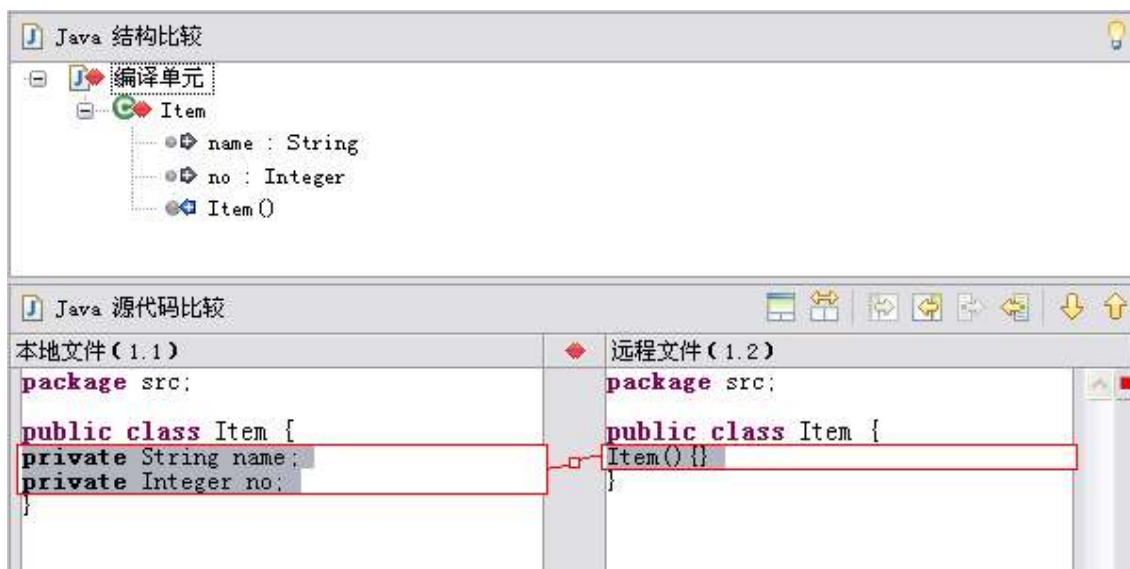 Java 结构比较
编译单元
Item
name : String
no : Integer
Item()
Java 源代码比较
本地文件(1.1)
远程文件(1.2)
package src;
public class Item {
private String name;
private Integer no;
}
package src;
public class Item {
Item(){}
}